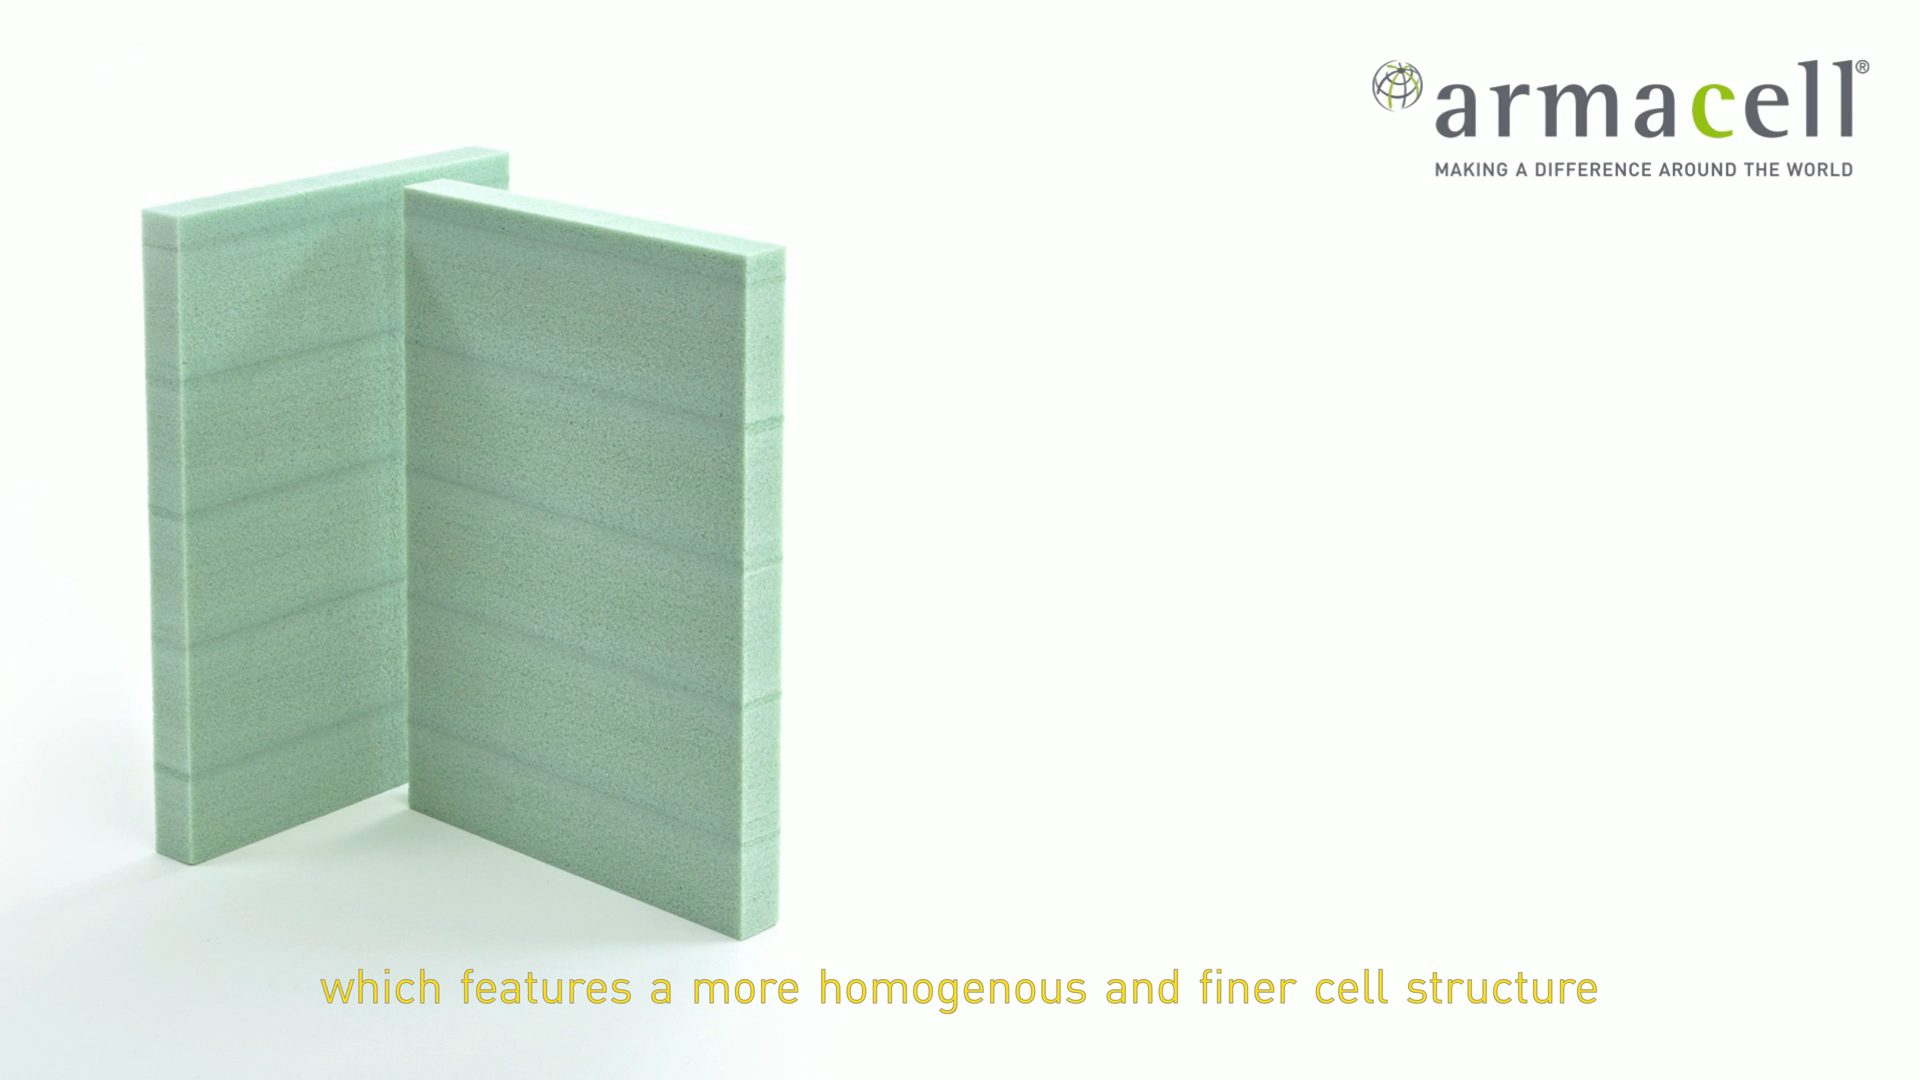 armacell®
MAKING A DIFFERENCE AROUND THE WORLD
which features a more homogenous and finer cell structure